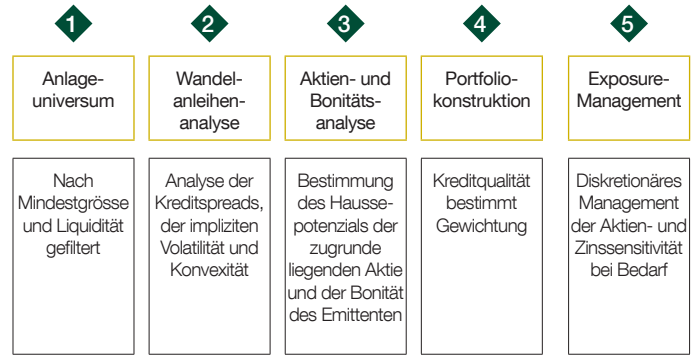 1
Anlage-
universum
Nach
Mindestgrösse
und Liquidität
gefiltert
2
Wandel-
anleihen-
analyse
Analyse der
Kreditspreads,
der impliziten
Volatilität und
Konvexität
3
Aktien- und
Bonitäts-
analyse
Bestimmung
des Hausse-
potenzials der
zugrunde
liegenden Aktie
und der Bonität
des Emittenten
4
Portfolio-
konstruktion
Kreditqualität
bestimmt
Gewichtung
5
Exposure-
Management
Diskretionäres
Management
der Aktien- und
Zinssensitivität
bei Bedarf